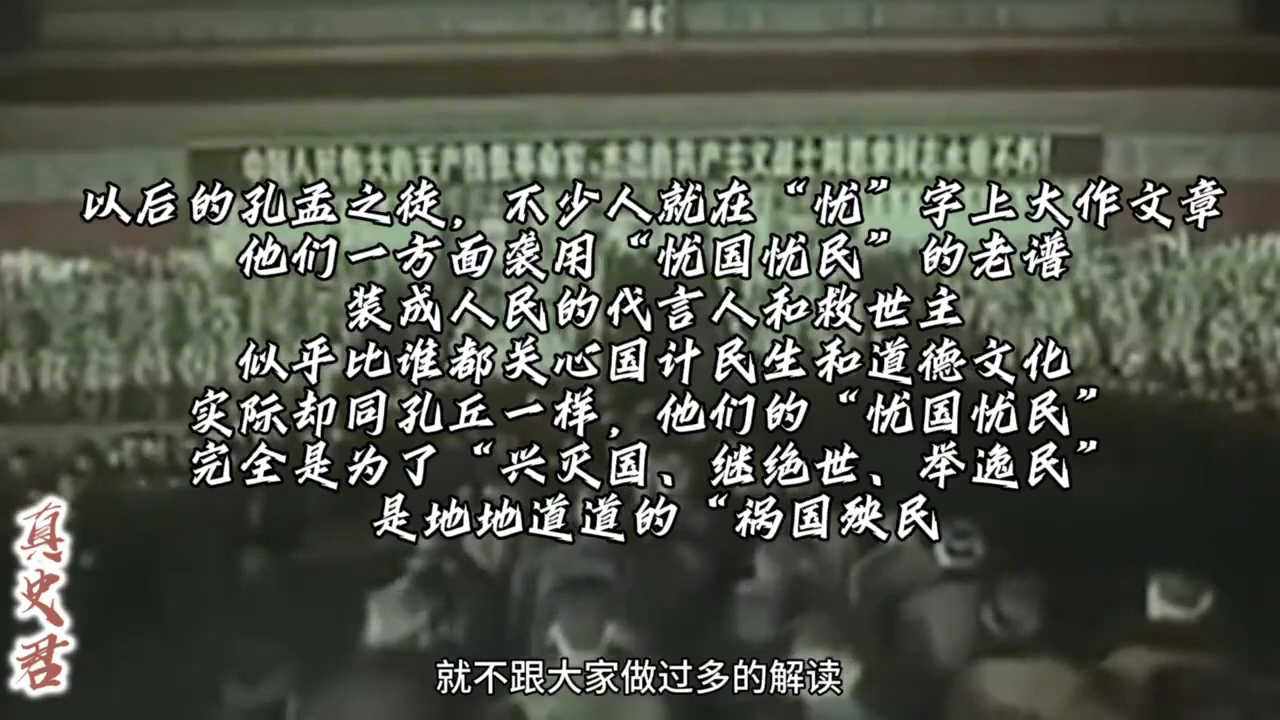 以后的孔孟之徒，不少人就在“忧”字上大作文章
他们一方面袭用“忧国忧民”的老谱
装成人民的代言人和救世主
似乎比谁都关心国计民生和道德文化
实际却同孔丘一样，他们的“忧国忧民”
完全是为了“兴灭国、继绝世、举逸民”
是地地道道的“祸国殃民
真史君
就不跟大家做过多的解读